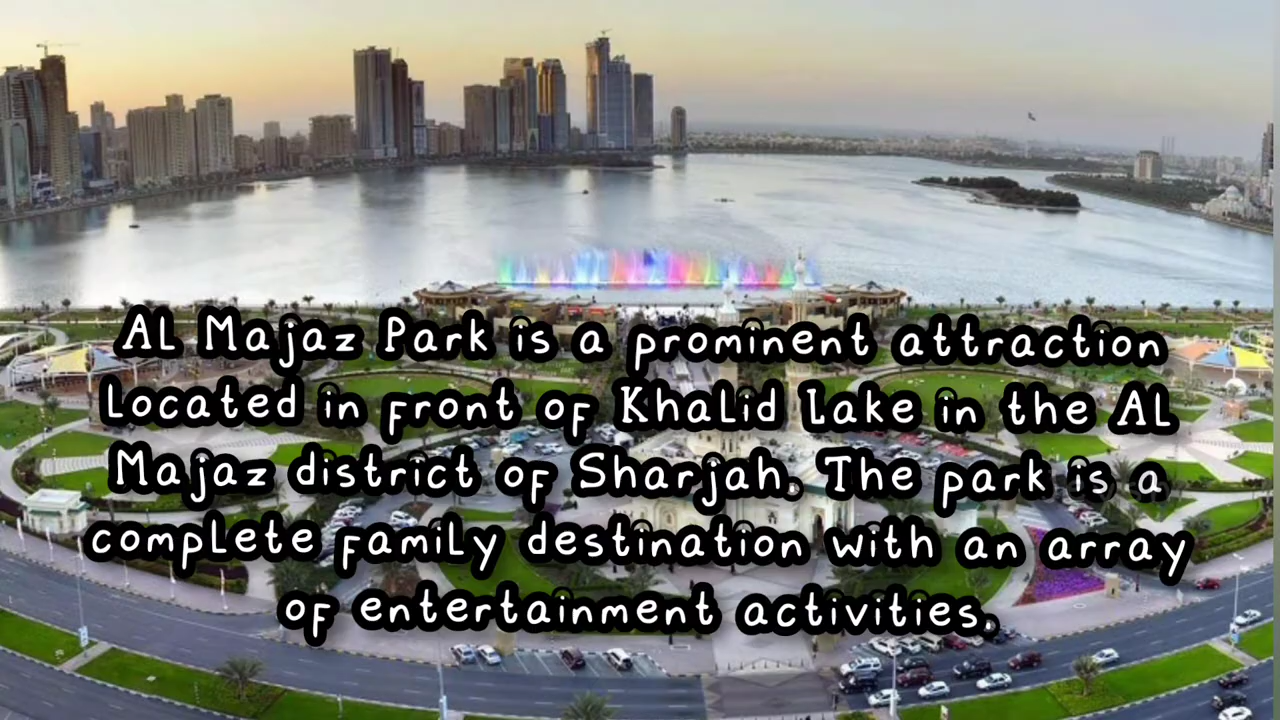 Al Majaz Park is a prominent attraction
located in front of Khalid Lake in the Al
Majaz district of Sharjah. The park is a
complete family destination with an array
of entertainment activities.